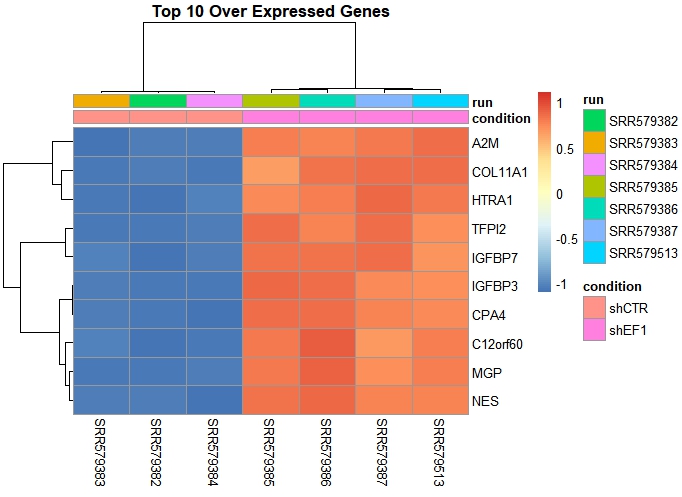 Top 10 Over Expressed Genes
run
condition
A2M
COL11A1
HTRA1
TFPI2
IGFBP7
IGFBP3
CPA4
C12orf60
MGP
NES
SRR579383
SRR579382
SRR579384
SRR579385
SRR579386
SRR579387
SRR579513
1
0.5
0
-0.5
-1
run
SRR579382
SRR579383
SRR579384
SRR579385
SRR579386
SRR579387
SRR579513
condition
shCTR
shEF1